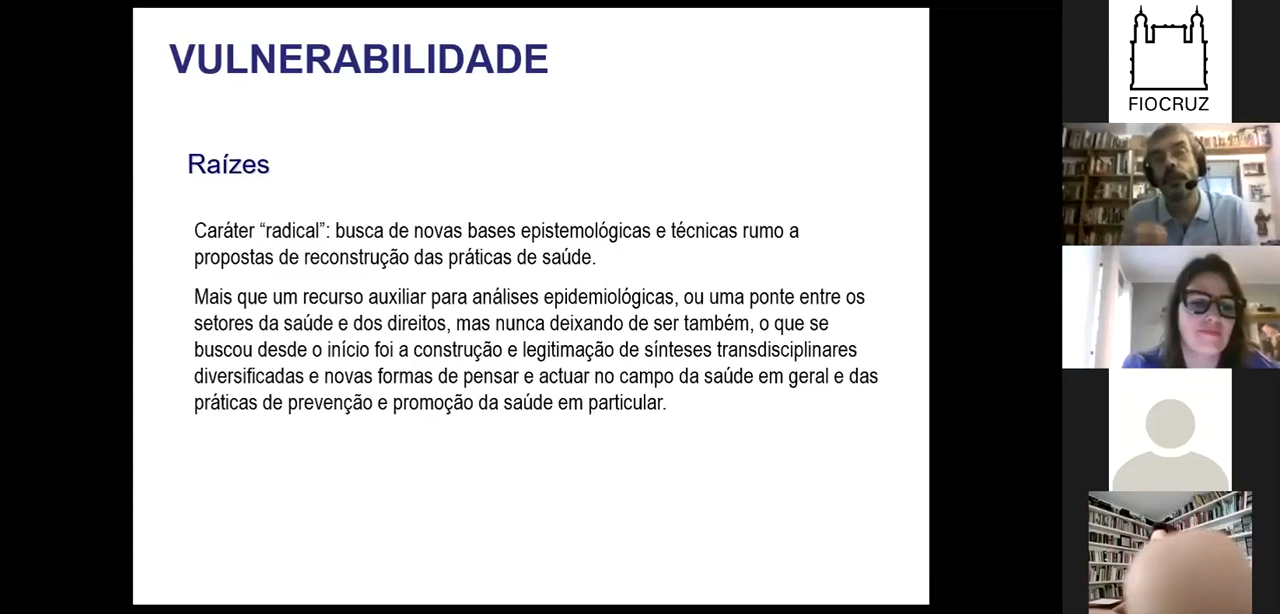 VULNERABILIDADE
Raízes
Caráter “radical”: busca de novas bases epistemológicas e técnicas rumo a
propostas de reconstrução das práticas de saúde.
Mais que um recurso auxiliar para análises epidemiológicas, ou uma ponte entre os
setores da saúde e dos direitos, mas nunca deixando de ser também, o que se
buscou desde o início foi a construção e legitimação de sínteses transdisciplinares
diversificadas e novas formas de pensar e actuar no campo da saúde em geral e das
práticas de prevenção e promoção da saúde em particular.
FIOCRUZ